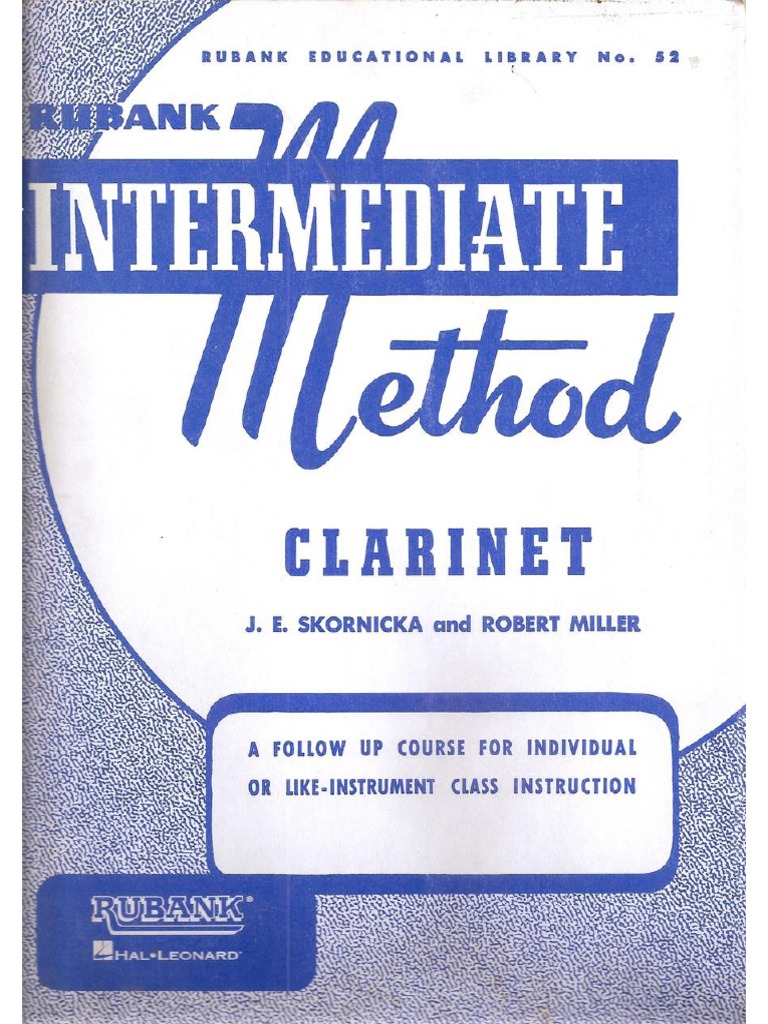 RUBANK EDUCATIONAL LIBRARY No. 52
RUBANK
INTERMEDIATE
Method
CLARINET
J. E. SKORNICKA and ROBERT MILLER
A FOLLOW UP COURSE FOR INDIVIDUAL
OR LIKE-INSTRUMENT CLASS INSTRUCTION
RUBANK®
HAL•LEONARD®